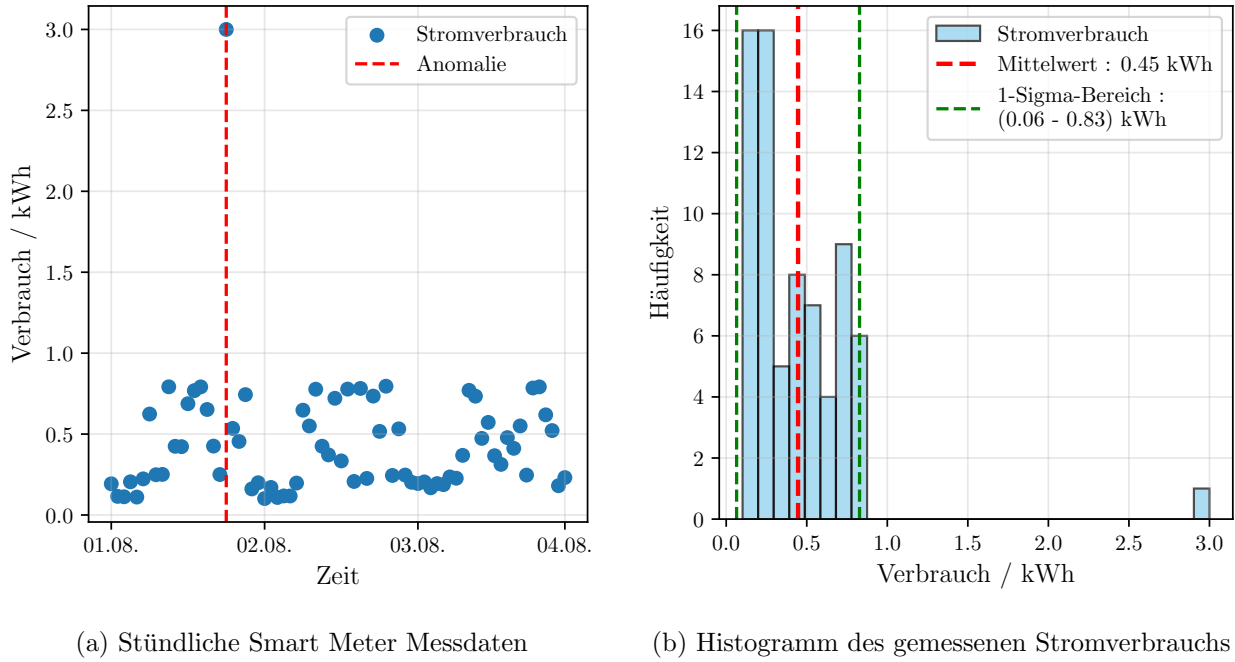 3.0
2.5
2.0
1.5
1.0
0.5
0.0
Verbrauch / kWh
Stromverbrauch
Anomalie
01.08.
02.08.
03.08.
04.08.
Zeit
(a) Stündliche Smart Meter Messdaten
16
14
12
10
8
6
4
2
0
Häufigkeit
Stromverbrauch
Mittelwert : 0.45 kWh
1-Sigma-Bereich :
(0.06 - 0.83) kWh
0.0
0.5
1.0
1.5
2.0
2.5
3.0
Verbrauch / kWh
(b) Histogramm des gemessenen Stromverbrauchs